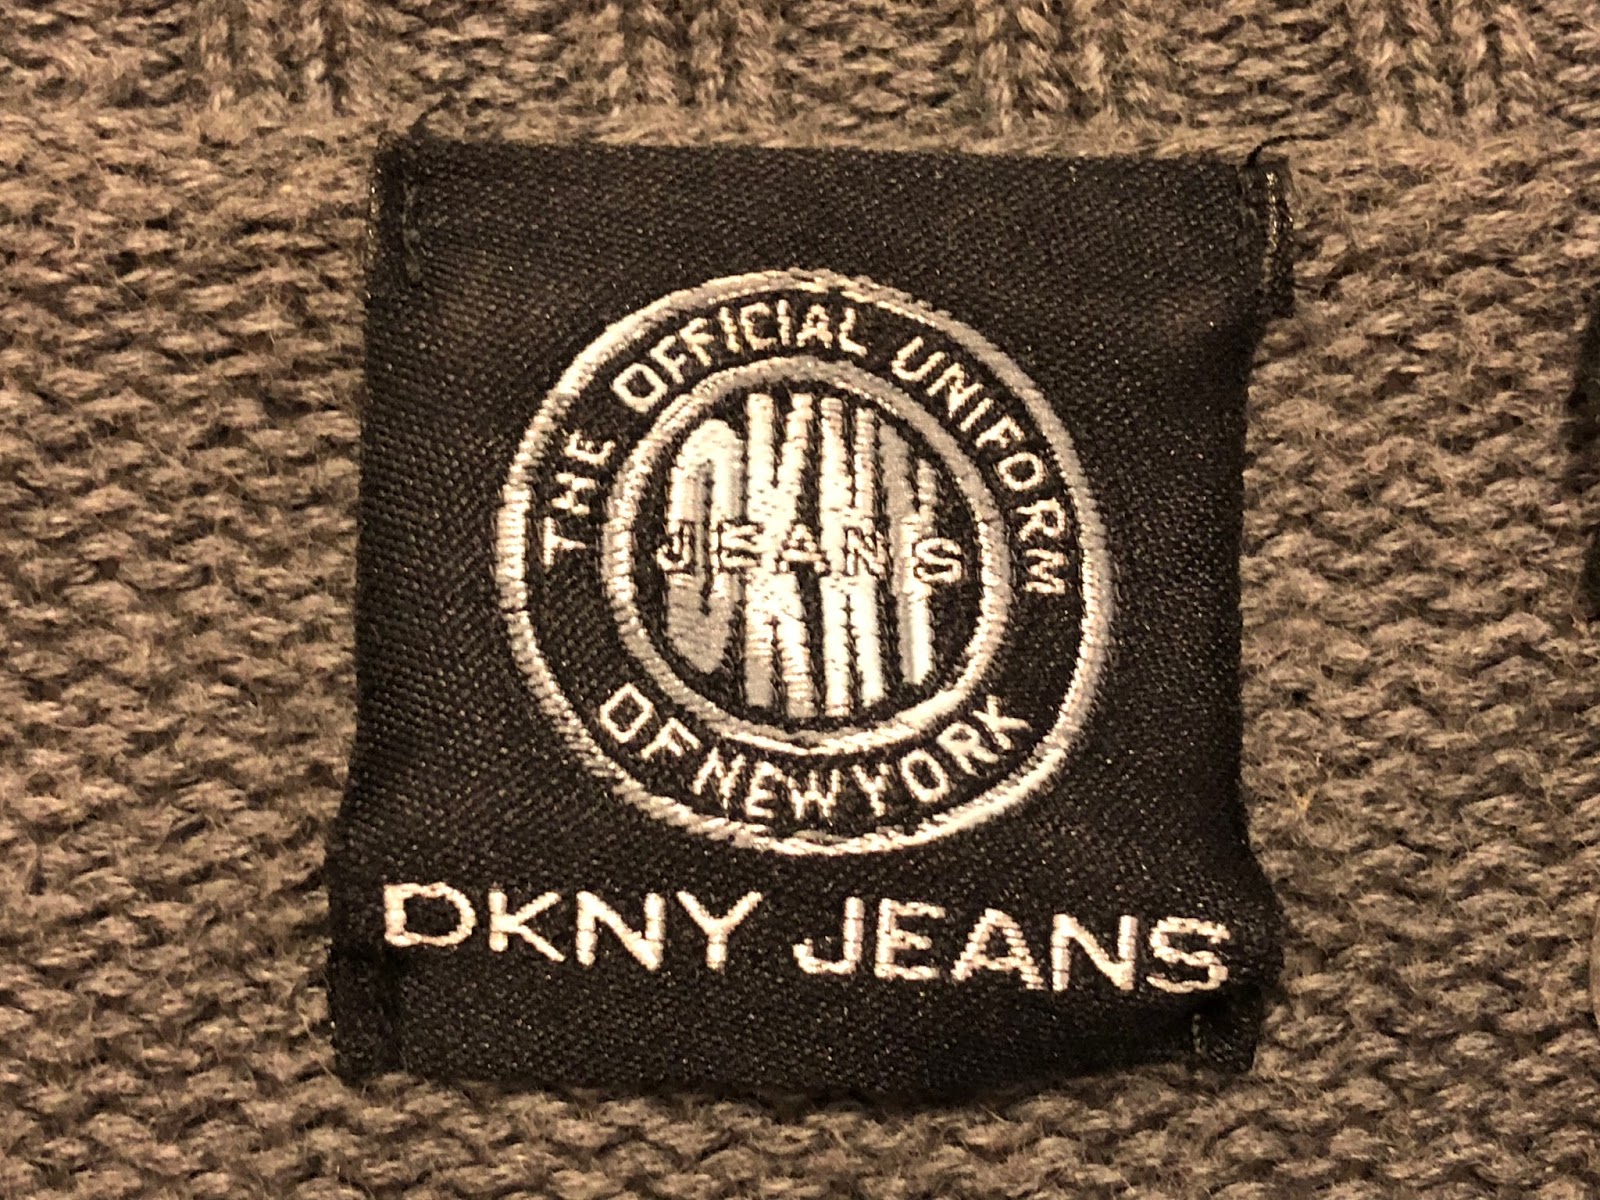 THE OFFICIAL UNIFORM
DKNY
JEANS
OF NEW YORK
DKNY JEANS